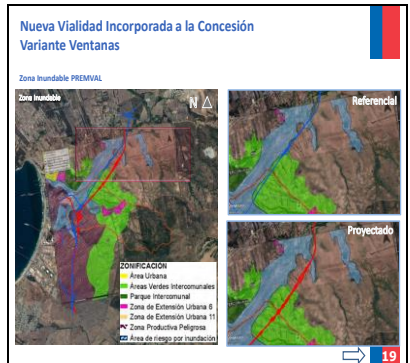 Nueva Vialidad Incorporada a la Concesión
Variante Ventanas
Zona Inundable PREMVAL
Zona Inundable
N
Referencial
Proyectado
ZONIFICACIÓN
Área Urbana
Áreas Verdes Intercomunales
Parque Intercomunal
Zona de Extensión Urbana 6
Zona de Extensión Urbana 11
Zona Productiva Peligrosa
Área de riesgo por inundación
19